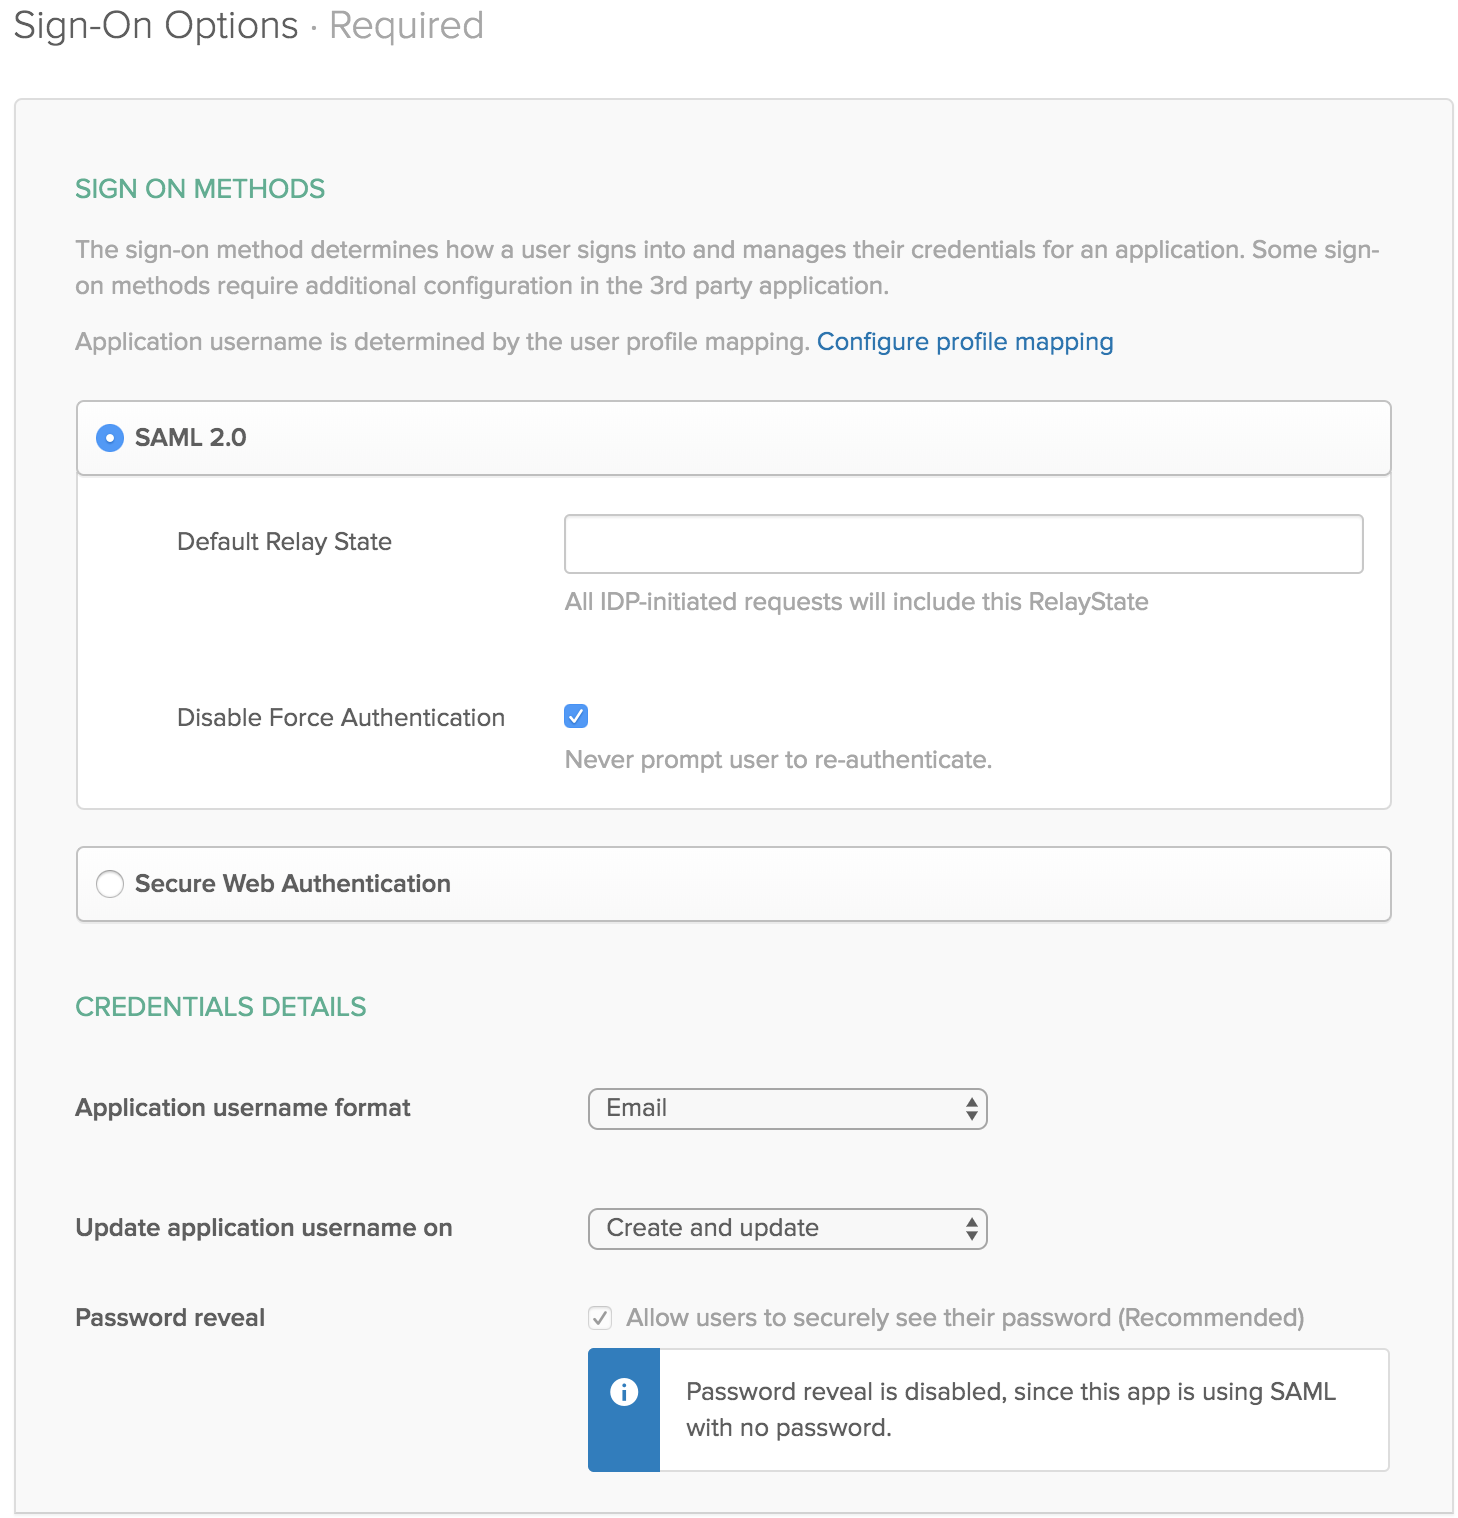 Sign-On Options · Required
SIGN ON METHODS
The sign-on method determines how a user signs into and manages their credentials for an application. Some sign-
on methods require additional configuration in the 3rd party application.
Application username is determined by the user profile mapping. Configure profile mapping
SAML 2.0
Default Relay State
All IDP-initiated requests will include this RelayState
Disable Force Authentication
Never prompt user to re-authenticate.
Secure Web Authentication
CREDENTIALS DETAILS
Application username format
Email
Update application username on
Create and update
Password reveal
Allow users to securely see their password (Recommended)
Password reveal is disabled, since this app is using SAML
with no password.